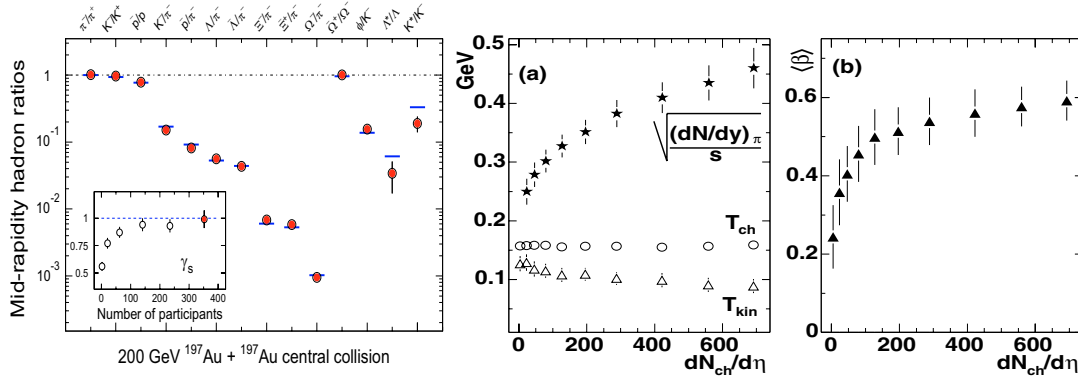 π⁻/π⁺ K⁻/K⁺ p̄/p K⁻/π⁻ p̄/π⁻ Λ/π⁻ Λ̄/π⁻ Ξ⁻/π⁻ Ξ⁺/π⁻ Ω⁻/π⁻ Ω⁺/Ω⁻ φ/K⁻ Λ*/Λ K*/K⁻
Mid-rapidity hadron ratios
1
10⁻¹
10⁻²
10⁻³
1
0.75
0.5
γs
0 100 200 300 400
Number of participants
200 GeV ¹⁹⁷Au + ¹⁹⁷Au central collision
GeV
(a)
0.5
0.4
0.3
0.2
0.1
√(dN/dy)π
s
Tch
Tkin
0 200 400 600
dNch/dη
⟨β⟩
(b)
0.6
0.4
0.2
0
0 200 400 600
dNch/dη